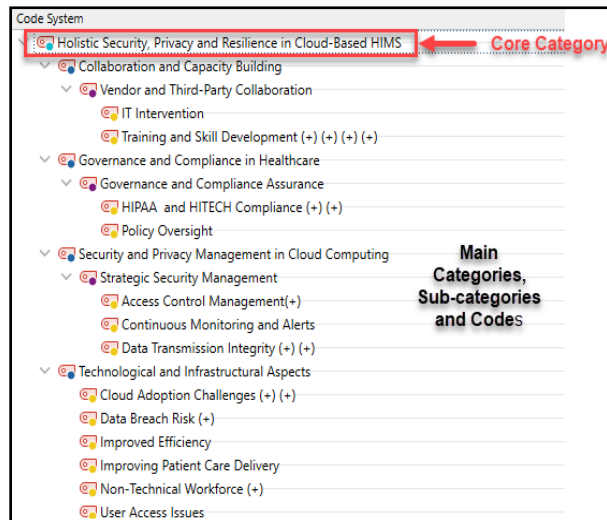 Code System
Holistic Security, Privacy and Resilience in Cloud-Based HIMS
Core Category
Collaboration and Capacity Building
Vendor and Third-Party Collaboration
IT Intervention
Training and Skill Development (+) (+) (+) (+)
Governance and Compliance in Healthcare
Governance and Compliance Assurance
HIPAA and HITECH Compliance (+) (+)
Policy Oversight
Security and Privacy Management in Cloud Computing
Strategic Security Management
Access Control Management(+)
Continuous Monitoring and Alerts
Data Transmission Integrity (+) (+)
Main
Categories,
Sub-categories
and Codes
Technological and Infrastructural Aspects
Cloud Adoption Challenges (+) (+)
Data Breach Risk (+)
Improved Efficiency
Improving Patient Care Delivery
Non-Technical Workforce (+)
User Access Issues